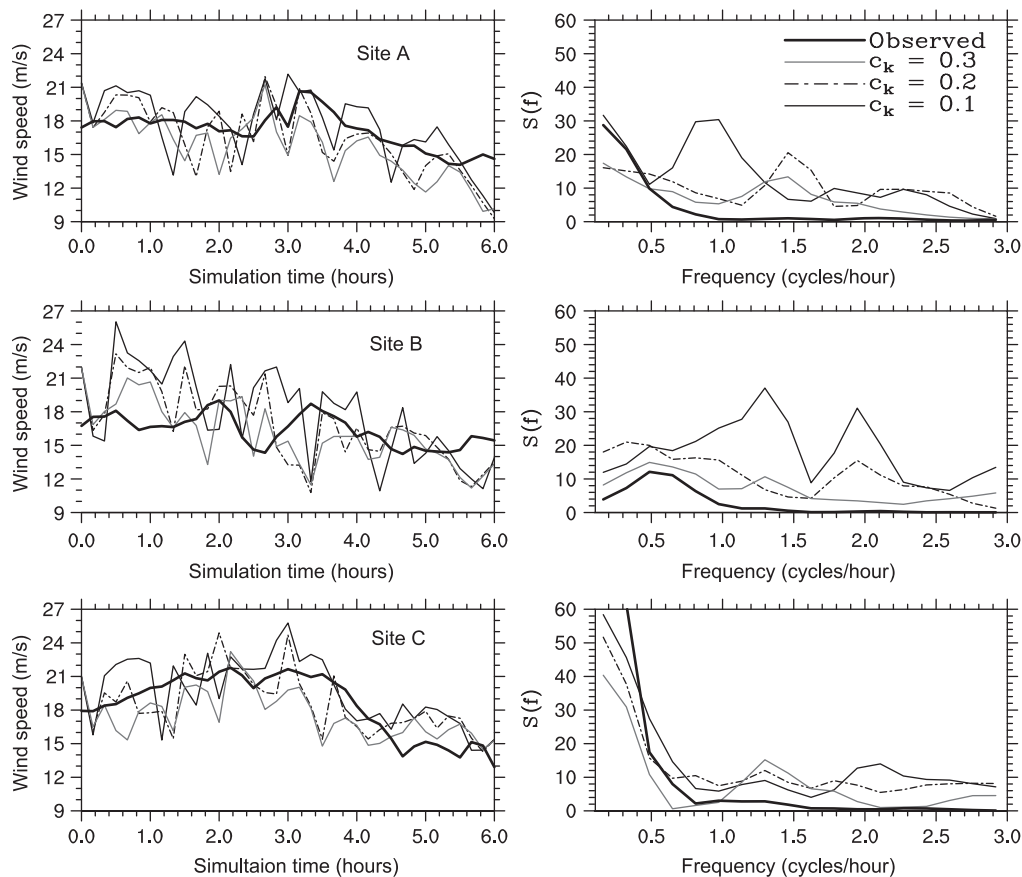 Wind speed (m/s)
27
24
21
18
15
12
9
Site A
0.0 1.0 2.0 3.0 4.0 5.0 6.0
Simulation time (hours)
S(f)
60
50
40
30
20
10
0
Observed
ck = 0.3
ck = 0.2
ck = 0.1
0.5 1.0 1.5 2.0 2.5 3.0
Frequency (cycles/hour)
Wind speed (m/s)
27
24
21
18
15
12
9
Site B
0.0 1.0 2.0 3.0 4.0 5.0 6.0
Simulation time (hours)
S(f)
60
50
40
30
20
10
0
0.5 1.0 1.5 2.0 2.5 3.0
Frequency (cycles/hour)
Wind speed (m/s)
27
24
21
18
15
12
9
Site C
0.0 1.0 2.0 3.0 4.0 5.0 6.0
Simultaion time (hours)
S(f)
60
50
40
30
20
10
0
0.5 1.0 1.5 2.0 2.5 3.0
Frequency (cycles/hour)